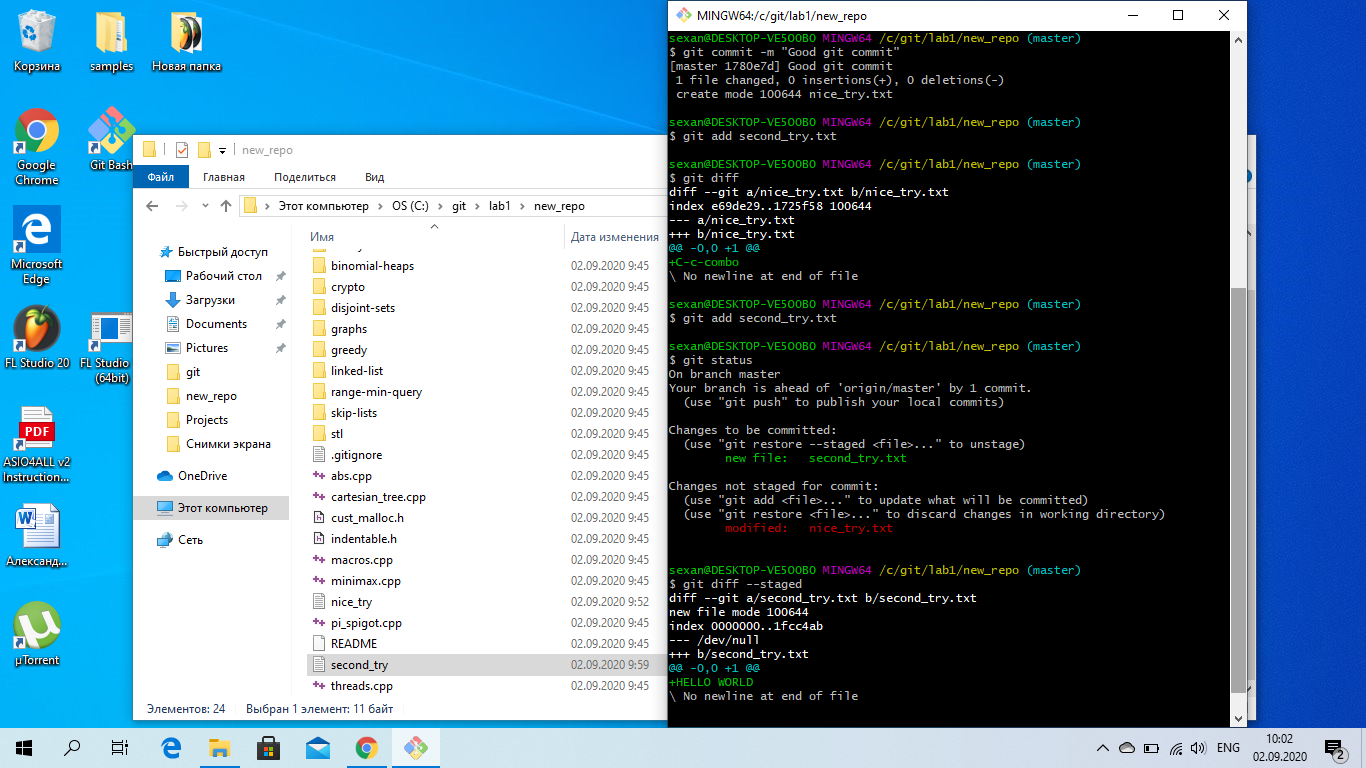 Корзина
samples
Новая папка
Google Chrome
Git Bash
Microsoft Edge
FL Studio 20
FL Studio (64bit)
ASIO4ALL v2 Instruction...
Александ...
µTorrent
new_repo
Файл
Главная
Поделиться
Вид
Этот компьютер
OS (C:)
git
lab1
new_repo
Имя
Дата изменения
Быстрый доступ
Рабочий стол
Загрузки
Documents
Pictures
git
new_repo
Projects
Снимки экрана
OneDrive
Этот компьютер
Сеть
binomial-heaps 02.09.2020 9:45
crypto 02.09.2020 9:45
disjoint-sets 02.09.2020 9:45
graphs 02.09.2020 9:45
greedy 02.09.2020 9:45
linked-list 02.09.2020 9:45
range-min-query 02.09.2020 9:45
skip-lists 02.09.2020 9:45
stl 02.09.2020 9:45
.gitignore 02.09.2020 9:45
abs.cpp 02.09.2020 9:45
cartesian_tree.cpp 02.09.2020 9:45
cust_malloc.h 02.09.2020 9:45
indentable.h 02.09.2020 9:45
macros.cpp 02.09.2020 9:45
minimax.cpp 02.09.2020 9:45
nice_try 02.09.2020 9:52
pi_spigot.cpp 02.09.2020 9:45
README 02.09.2020 9:45
second_try 02.09.2020 9:59
threads.cpp 02.09.2020 9:45
Элементов: 24 Выбран 1 элемент: 11 байт
MINGW64:/c/git/lab1/new_repo
sexan@DESKTOP-VE5OOBO MINGW64 /c/git/lab1/new_repo (master)
$ git commit -m "Good git commit"
[master 1780e7d] Good git commit
1 file changed, 0 insertions(+), 0 deletions(-)
create mode 100644 nice_try.txt
sexan@DESKTOP-VE5OOBO MINGW64 /c/git/lab1/new_repo (master)
$ git add second_try.txt
sexan@DESKTOP-VE5OOBO MINGW64 /c/git/lab1/new_repo (master)
$ git diff
diff --git a/nice_try.txt b/nice_try.txt
index e69de29..1725f58 100644
--- a/nice_try.txt
+++ b/nice_try.txt
@@ -0,0 +1 @@
+C-c-combo
\ No newline at end of file
sexan@DESKTOP-VE5OOBO MINGW64 /c/git/lab1/new_repo (master)
$ git add second_try.txt
sexan@DESKTOP-VE5OOBO MINGW64 /c/git/lab1/new_repo (master)
$ git status
On branch master
Your branch is ahead of 'origin/master' by 1 commit.
(use "git push" to publish your local commits)
Changes to be committed:
(use "git restore --staged <file>..." to unstage)
new file: second_try.txt
Changes not staged for commit:
(use "git add <file>..." to update what will be committed)
(use "git restore <file>..." to discard changes in working directory)
modified: nice_try.txt
sexan@DESKTOP-VE5OOBO MINGW64 /c/git/lab1/new_repo (master)
$ git diff --staged
diff --git a/second_try.txt b/second_try.txt
new file mode 100644
index 0000000..1fcc4ab
--- /dev/null
+++ b/second_try.txt
@@ -0,0 +1 @@
+HELLO WORLD
\ No newline at end of file
ENG
10:02
02.09.2020
2